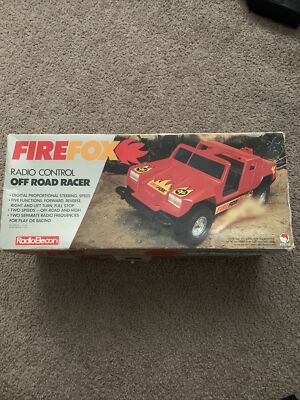 FIREFOX
RADIO CONTROL
OFF ROAD RACER
• DIGITAL PROPORTIONAL STEERING, SPEED
• FIVE FUNCTIONS: FORWARD, REVERSE,
RIGHT AND LEFT TURN, FULL STOP
• TWO SPEEDS – OFF-ROAD AND HIGH
• TWO SEPARATE RADIO FREQUENCIES
FOR PLAY OR RACING
RadioElecon
FIREFOX